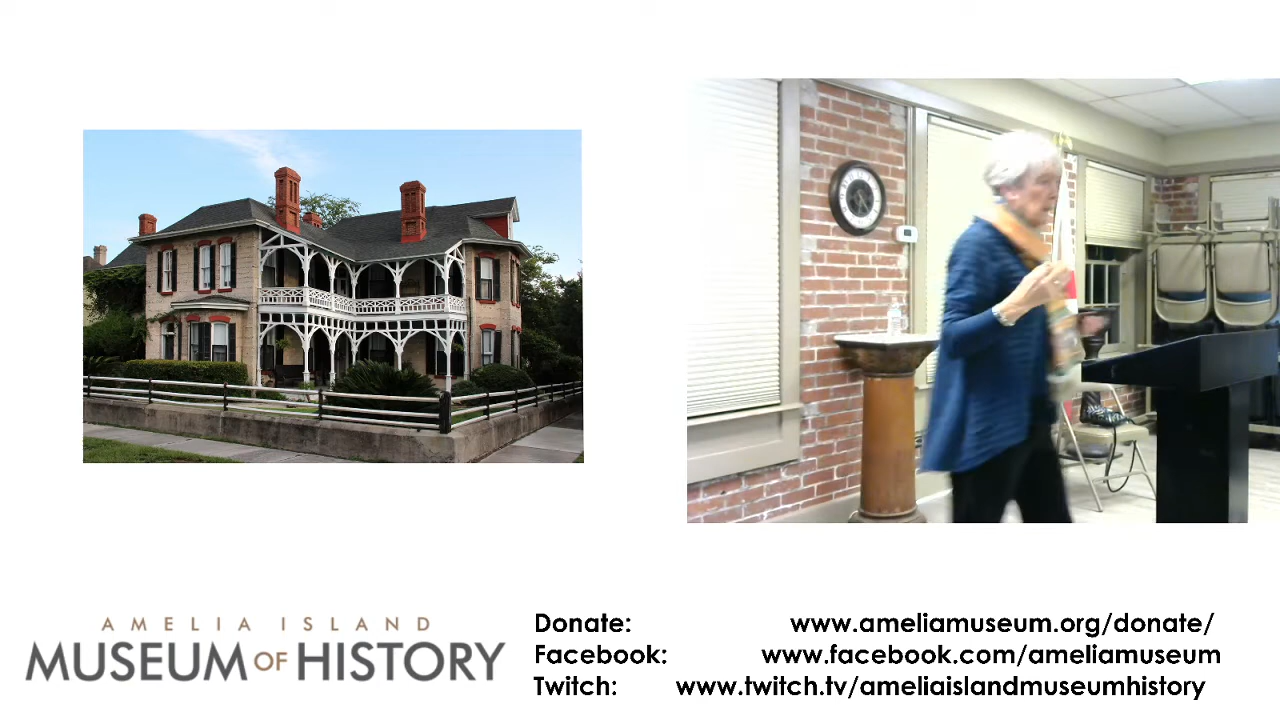 AMELIA ISLAND
MUSEUM OF HISTORY
Donate: www.ameliamuseum.org/donate/
Facebook: www.facebook.com/ameliamuseum
Twitch: www.twitch.tv/ameliaislandmuseumhistory